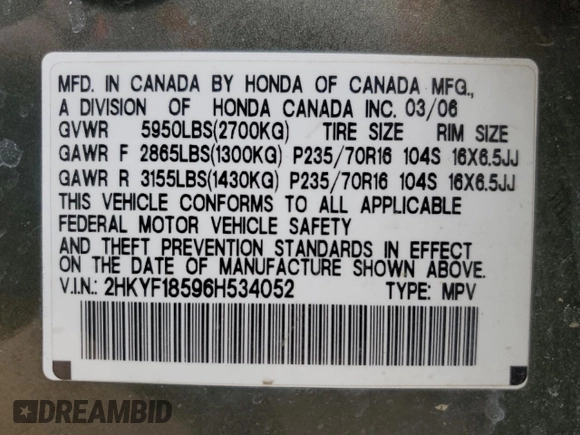 MFD. IN CANADA BY HONDA OF CANADA MFG.,
A DIVISION OF HONDA CANADA INC. 03/06
GVWR 5950LBS(2700KG) TIRE SIZE RIM SIZE
GAWR F 2865LBS(1300KG) P235/70R16 104S 16X6.5JJ
GAWR R 3155LBS(1430KG) P235/70R16 104S 16X6.5JJ
THIS VEHICLE CONFORMS TO ALL APPLICABLE
FEDERAL MOTOR VEHICLE SAFETY
AND THEFT PREVENTION STANDARDS IN EFFECT
ON THE DATE OF MANUFACTURE SHOWN ABOVE.
V.I.N.: 2HKYF18596H534052 TYPE: MPV
DREAMBID